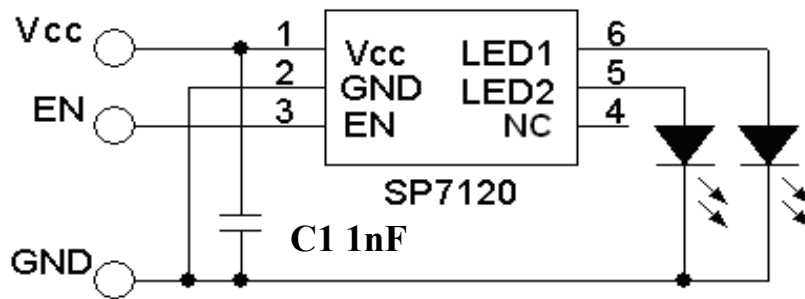 Vcc
EN
GND
1
2
3
Vcc
GND
EN
LED1
LED2
NC
6
5
4
SP7120
C1 1nF